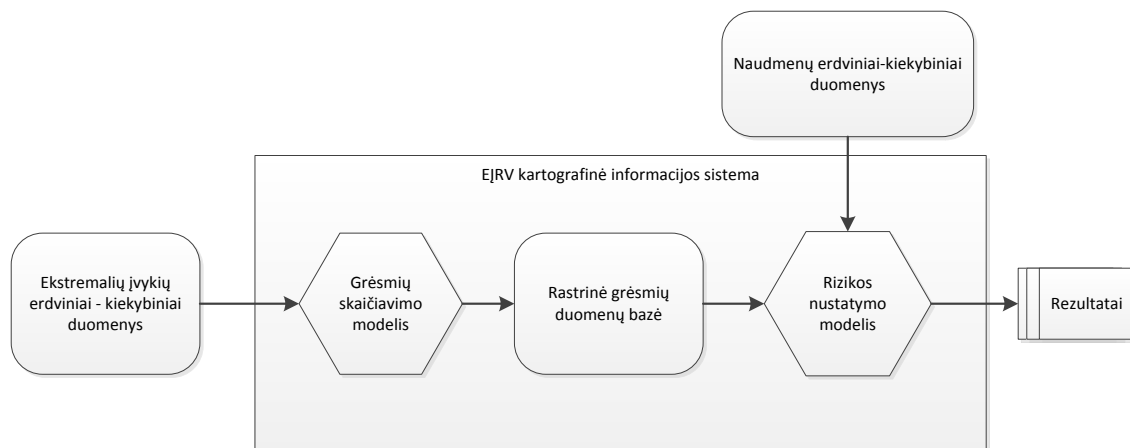 Naudmenų erdviniai-kiekybiniai
duomenys
EĮRV kartografinė informacijos sistema
Ekstremalių įvykių
erdviniai - kiekybiniai
duomenys
Grėsmių
skaičiavimo
modelis
Rastrinė grėsmių
duomenų bazė
Rizikos
nustatymo
modelis
Rezultatai